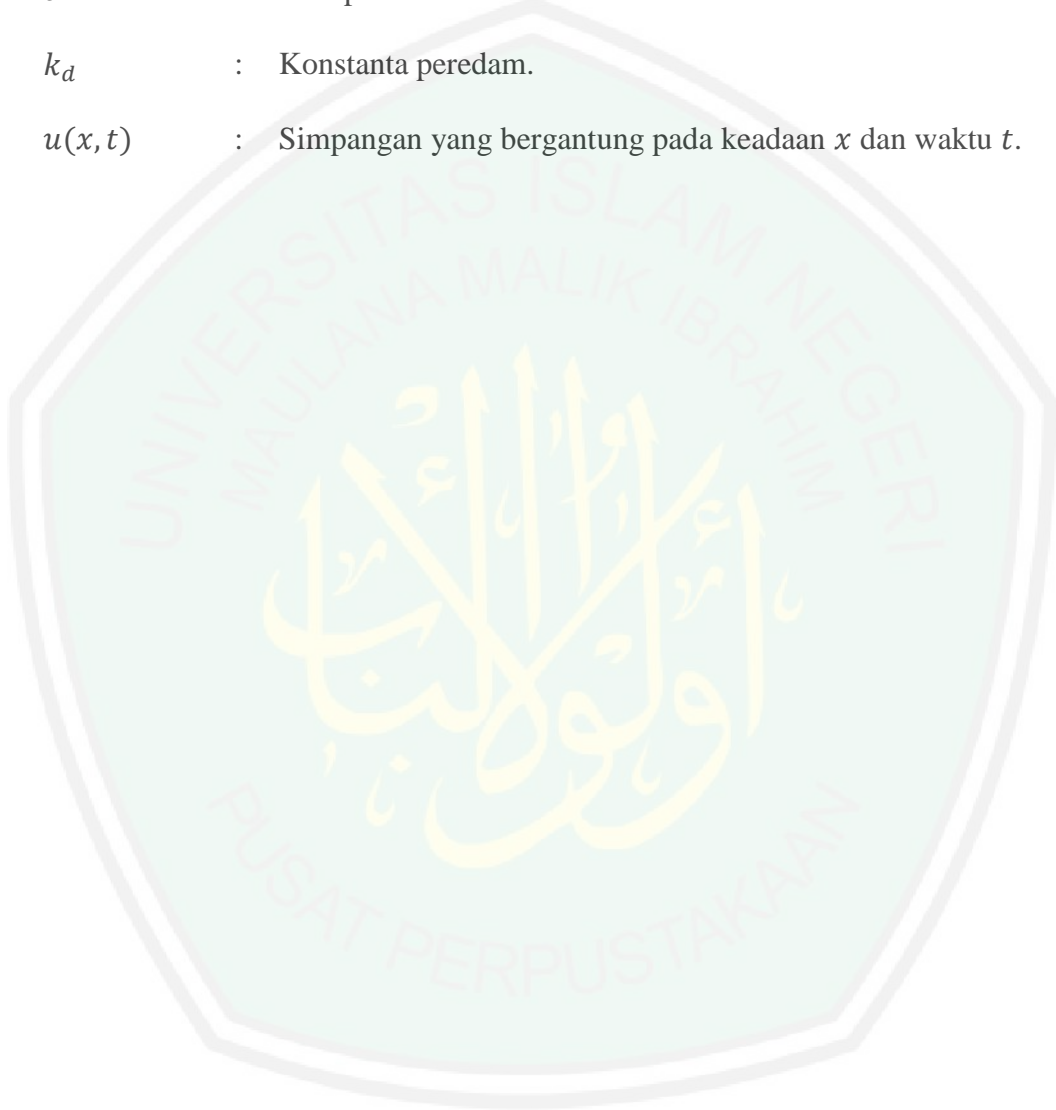 k_d : Konstanta peredam.
u(x, t) : Simpangan yang bergantung pada keadaan x dan waktu t.
UNIVERSITAS ISLAM NEGERI
MAULANA MALIK IBRAHIM
PUSAT PERPUSTAKAAN